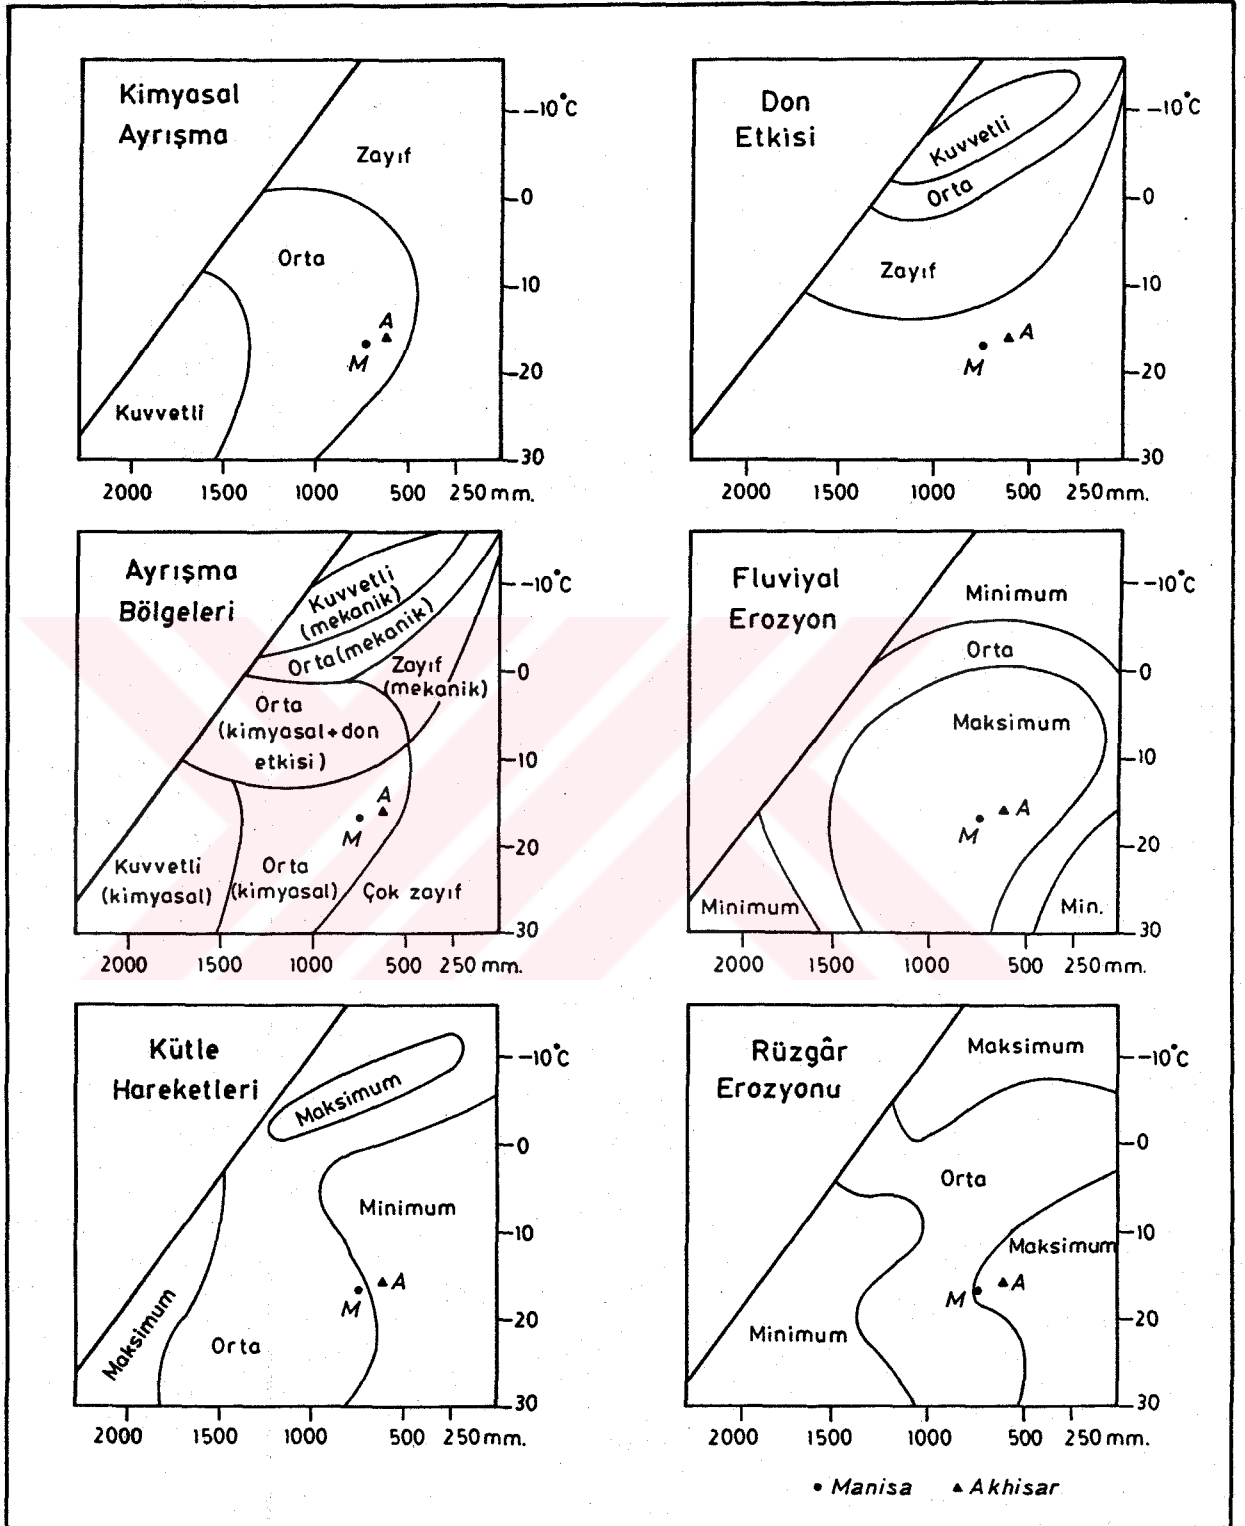 Kimyasal
Ayrışma
Zayıf
Orta
A
M
Kuvvetli
-10°C
0
10
20
30
2000 1500 1000 500 250 mm.
Don
Etkisi
Kuvvetli
Orta
Zayıf
A
M
-10°C
0
10
20
30
2000 1500 1000 500 250 mm.
Ayrışma
Bölgeleri
Kuvvetli
(mekanik)
Orta (mekanik)
Zayıf
(mekanik)
Orta
(kimyasal+don
etkisi)
A
M
Kuvvetli
(kimyasal)
Orta
(kimyasal)
Çok zayıf
-10°C
0
10
20
30
2000 1500 1000 500 250 mm.
Fluviyal
Erozyon
Minimum
Orta
Maksimum
A
M
Minimum
Min.
-10°C
0
10
20
30
2000 1500 1000 500 250 mm.
Kütle
Hareketleri
Maksimum
Minimum
A
M
Maksimum
Orta
-10°C
0
10
20
30
2000 1500 1000 500 250 mm.
Rüzgâr
Erozyonu
Maksimum
Orta
Maksimum
A
M
Minimum
-10°C
0
10
20
30
2000 1500 1000 500 250 mm.
• Manisa ▲ Akhisar